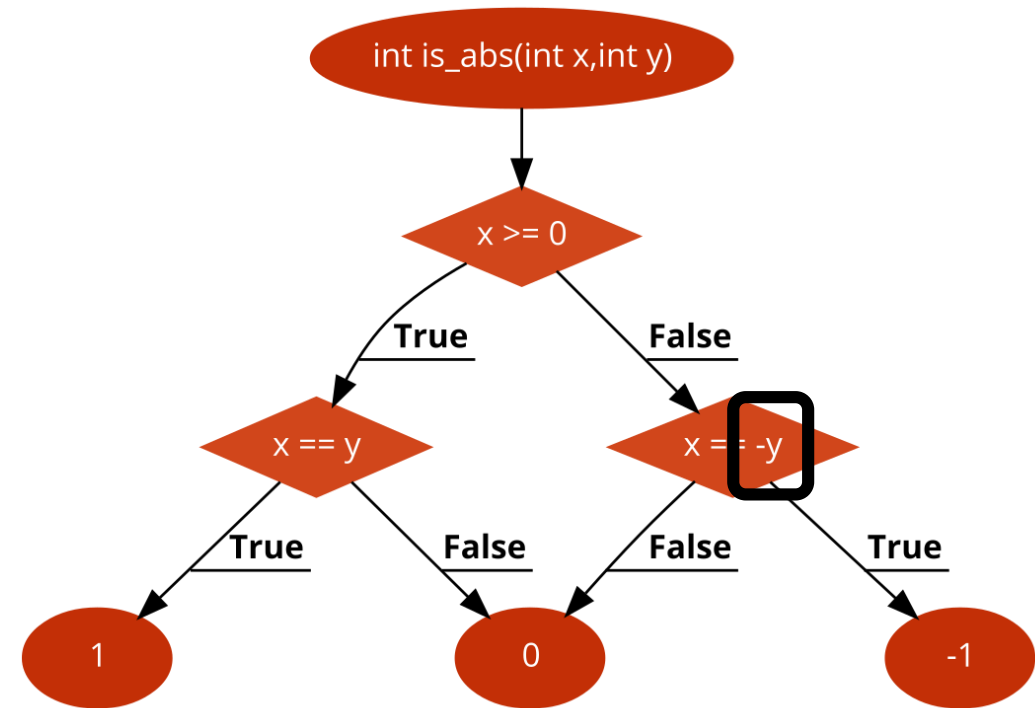 int is_abs(int x,int y)
x >= 0
True
False
x == y
x == -y
True
False
False
True
1
0
-1